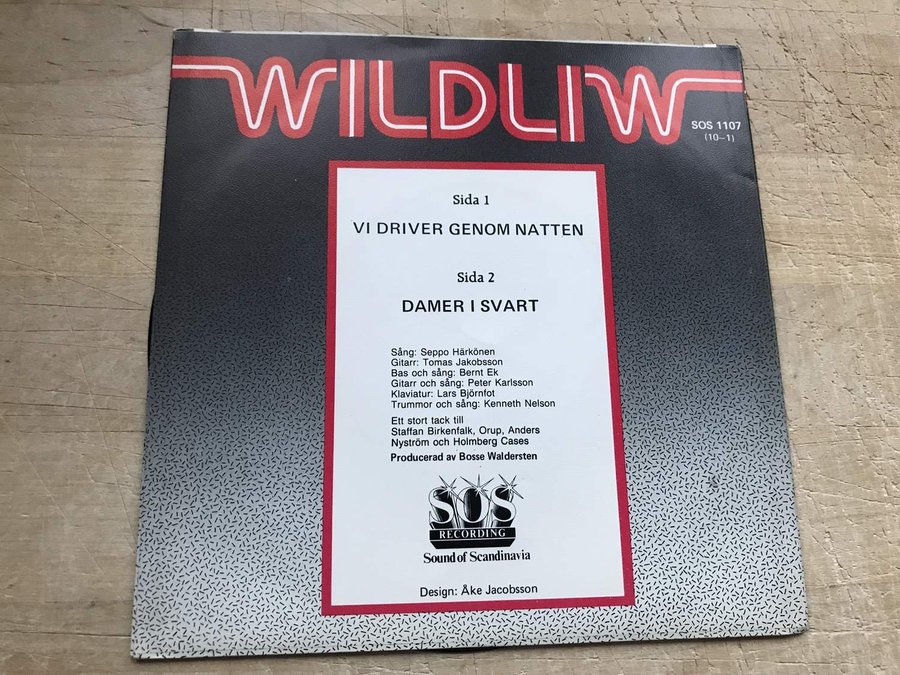 WILDLIW
SOS 1107
(10-1)
Sida 1
VI DRIVER GENOM NATTEN
Sida 2
DAMER I SVART
Sång: Seppo Härkönen
Gitarr: Tomas Jakobsson
Bas och sång: Bernt Ek
Gitarr och sång: Peter Karlsson
Klaviatur: Lars Björnfot
Trummor och sång: Kenneth Nelson
Ett stort tack till
Staffan Birkenfalk, Orup, Anders
Nyström och Holmberg Cases
Producerad av Bosse Waldersten
SOS
RECORDING
Sound of Scandinavia
Design: Åke Jacobsson